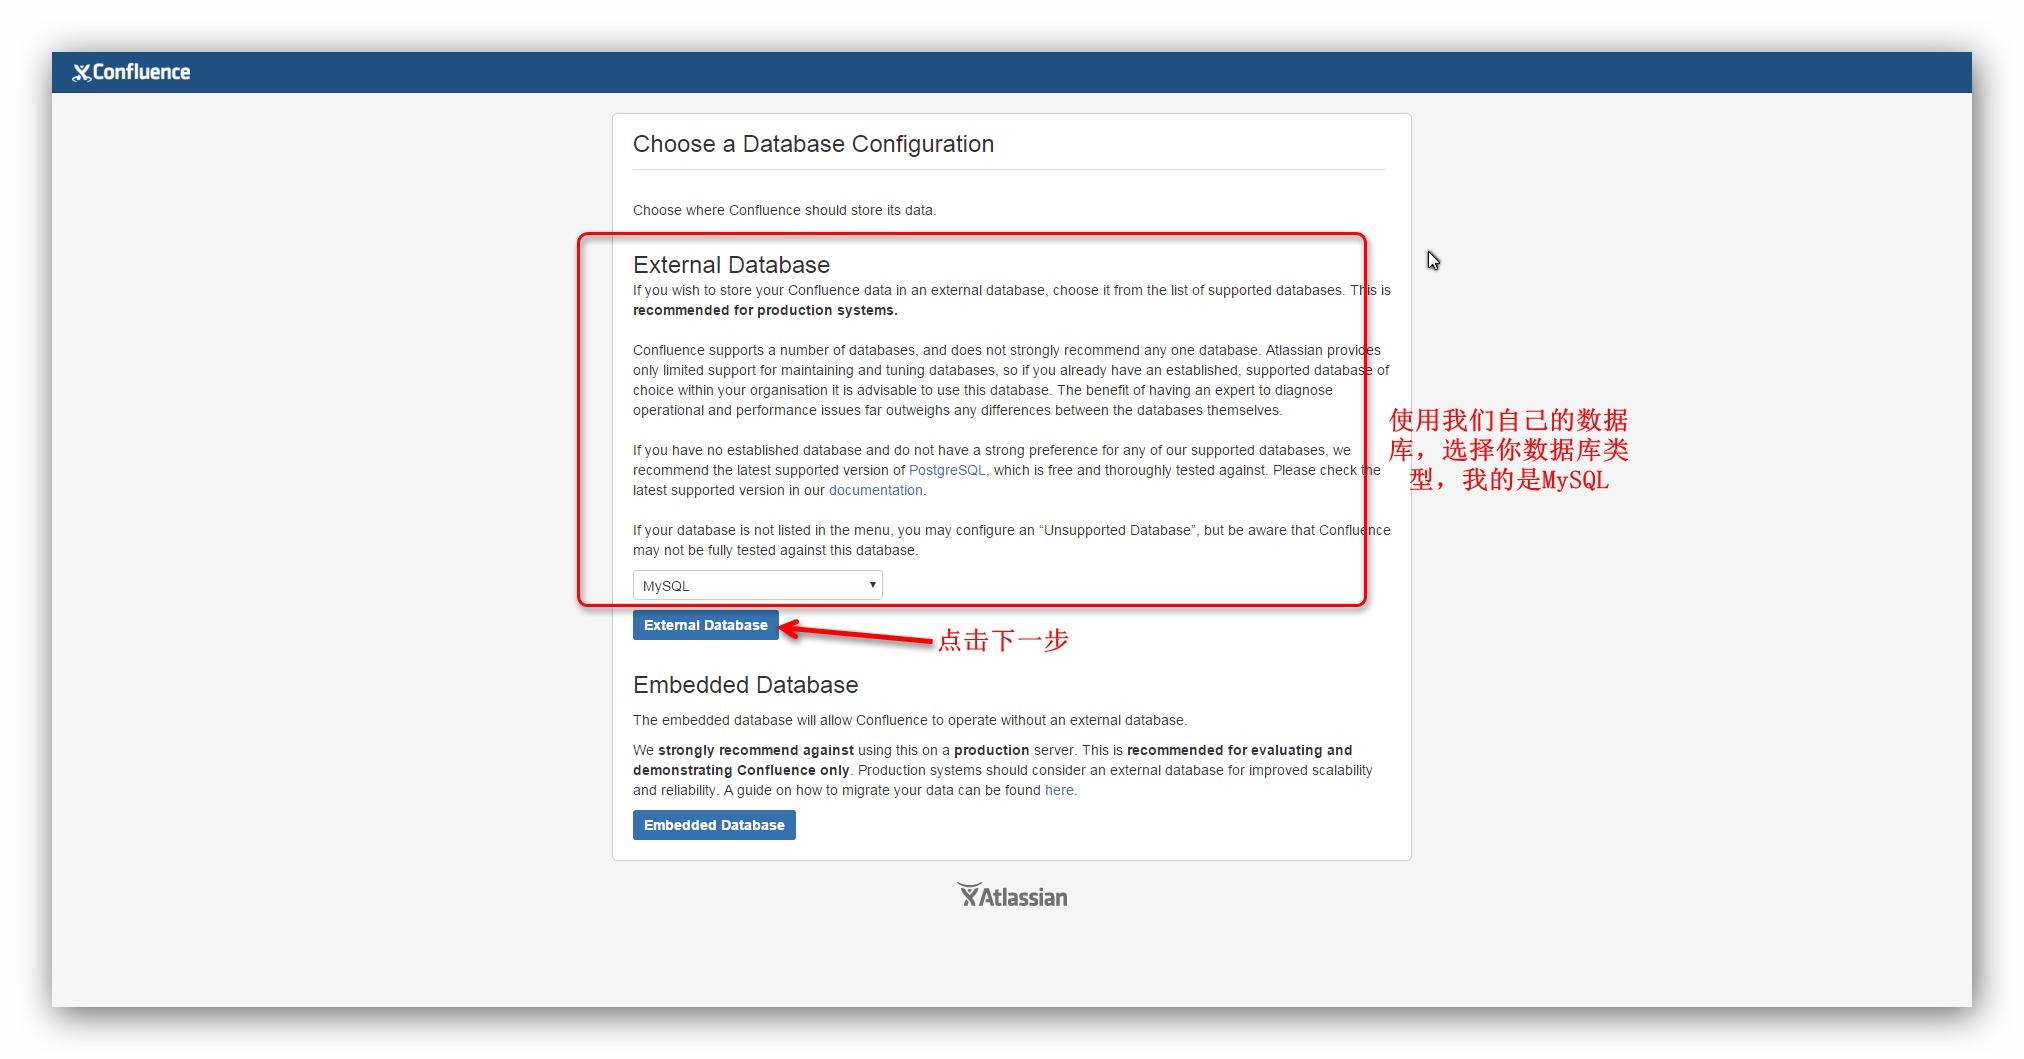 Confluence
Choose a Database Configuration
Choose where Confluence should store its data.
External Database
If you wish to store your Confluence data in an external database, choose it from the list of supported databases. This is
recommended for production systems.
Confluence supports a number of databases, and does not strongly recommend any one database. Atlassian provides
only limited support for maintaining and tuning databases, so if you already have an established, supported database of
choice within your organisation it is advisable to use this database. The benefit of having an expert to diagnose
operational and performance issues far outweighs any differences between the databases themselves.
If you have no established database and do not have a strong preference for any of our supported databases, we
recommend the latest supported version of PostgreSQL, which is free and thoroughly tested against. Please check the
latest supported version in our documentation.
If your database is not listed in the menu, you may configure an “Unsupported Database”, but be aware that Confluence
may not be fully tested against this database.
MySQL
使用我们自己的数据
库，选择你数据库类
型，我的是MySQL
External Database
点击下一步
Embedded Database
The embedded database will allow Confluence to operate without an external database.
We strongly recommend against using this on a production server. This is recommended for evaluating and
demonstrating Confluence only. Production systems should consider an external database for improved scalability
and reliability. A guide on how to migrate your data can be found here.
Embedded Database
Atlassian